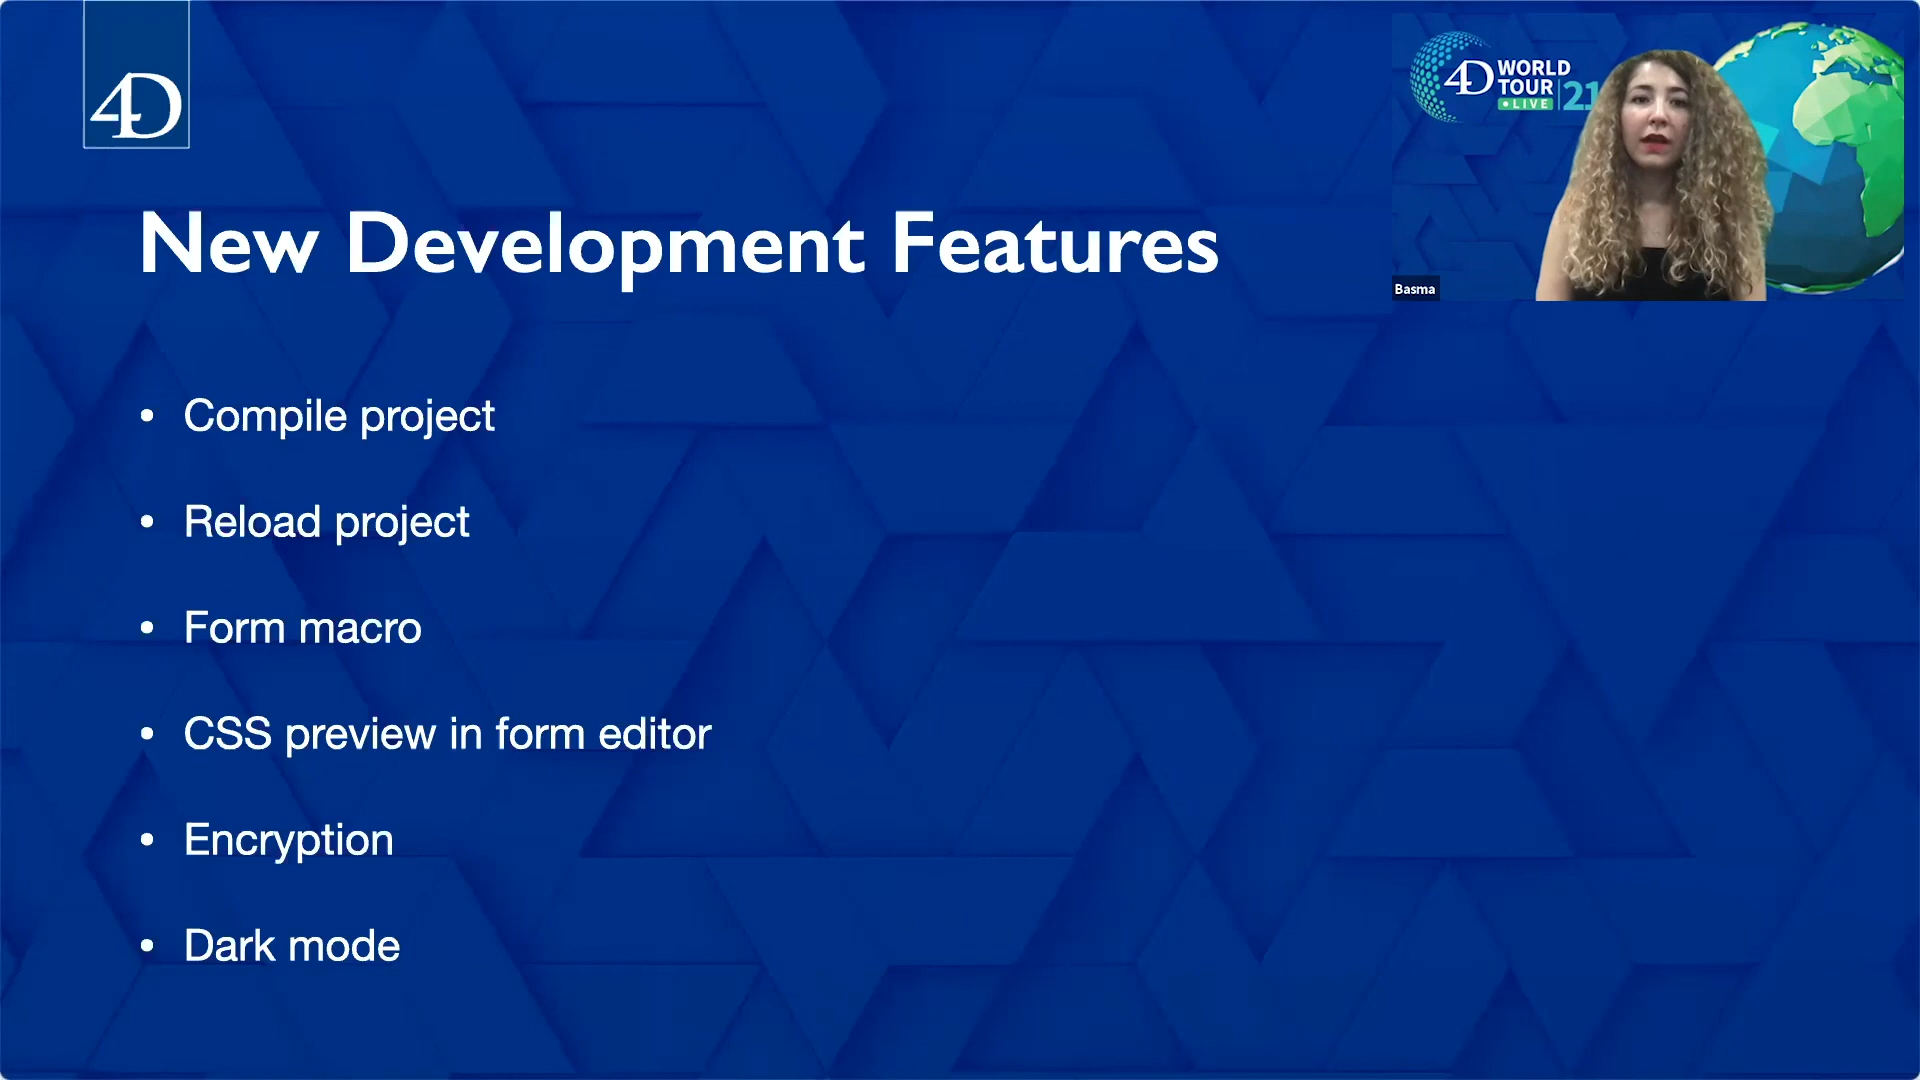 4D
4D WORLD
TOUR
LIVE 21
Basma
New Development Features
• Compile project
• Reload project
• Form macro
• CSS preview in form editor
• Encryption
• Dark mode